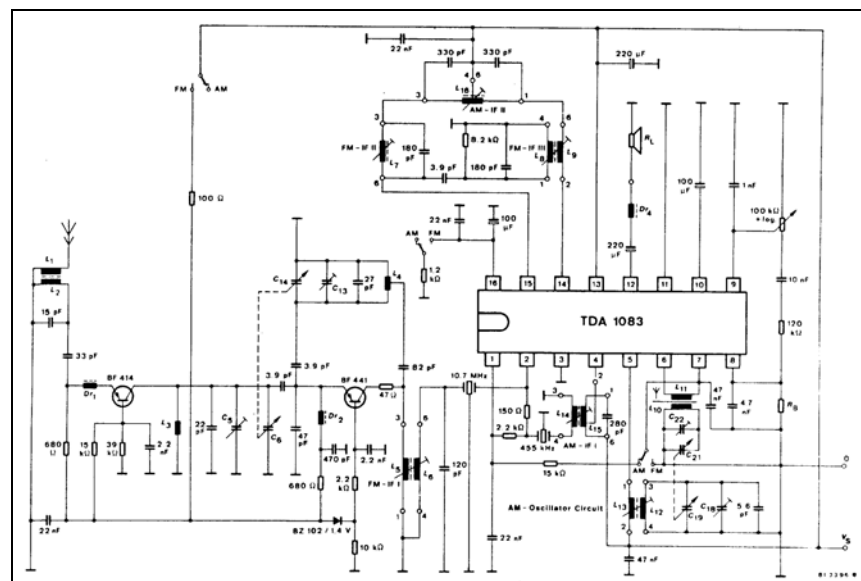 22 nF
330 pF
330 pF
220 µF
4
6
FM
AM
3
L16
1
AM-IF II
3
4
6
FM-IF II
L7
180 pF
8.2 kΩ
FM-IF III
L8
L9
RL
3.9 pF
180 pF
6
1
2
100 Ω
22 nF
100 µF
Dr4
100 µF
1 nF
100 kΩ
+log
AM
FM
1.2 kΩ
220 µF
L1
L2
C14
C13
27 pF
L4
10 nF
16
15
14
13
12
11
10
9
TDA 1083
120 kΩ
15 pF
33 pF
1
2
3
4
5
6
7
8
BF 414
3.9 pF
3.9 pF
BF 441
82 pF
10.7 MHz
Dr1
47 Ω
L3
22 pF
C5
C6
47 pF
Dr2
3
6
150 Ω
2.2 kΩ
455 kHz
3
L14
L15
4
2
1
6
280 pF
AM-IF I
L11
L10
C22
C21
47 nF
4.7 nF
R8
680 Ω
15 kΩ
39 kΩ
2.2 nF
470 pF
2.2 nF
680 Ω
2.2 kΩ
L5
L6
FM-IF I
1
4
120 pF
15 kΩ
AM
FM
0
AM-Oscillator Circuit
1
3
L13
L12
2
4
C19
C18
5.6 pF
22 nF
BZ 102/1.4 V
10 kΩ
22 nF
47 nF
VS